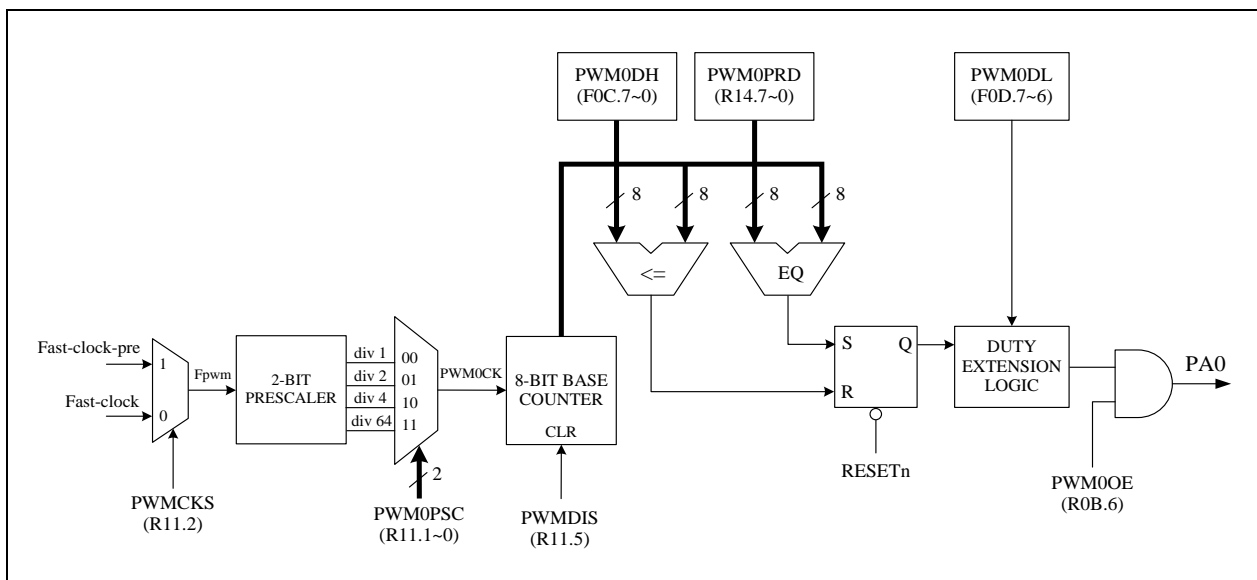 PWM0DH
(F0C.7~0)
PWM0PRD
(R14.7~0)
PWM0DL
(F0D.7~6)
8
8
8
8
<=
EQ
Fast-clock-pre
Fast-clock
1
0
Fpwm
PWMCKS
(R11.2)
2-BIT
PRESCALER
div 1
div 2
div 4
div 64
00
01
10
11
2
PWM0PSC
(R11.1~0)
PWM0CK
8-BIT BASE
COUNTER
CLR
PWMDIS
(R11.5)
S
Q
R
RESETn
DUTY
EXTENSION
LOGIC
PWM0OE
(R0B.6)
PA0